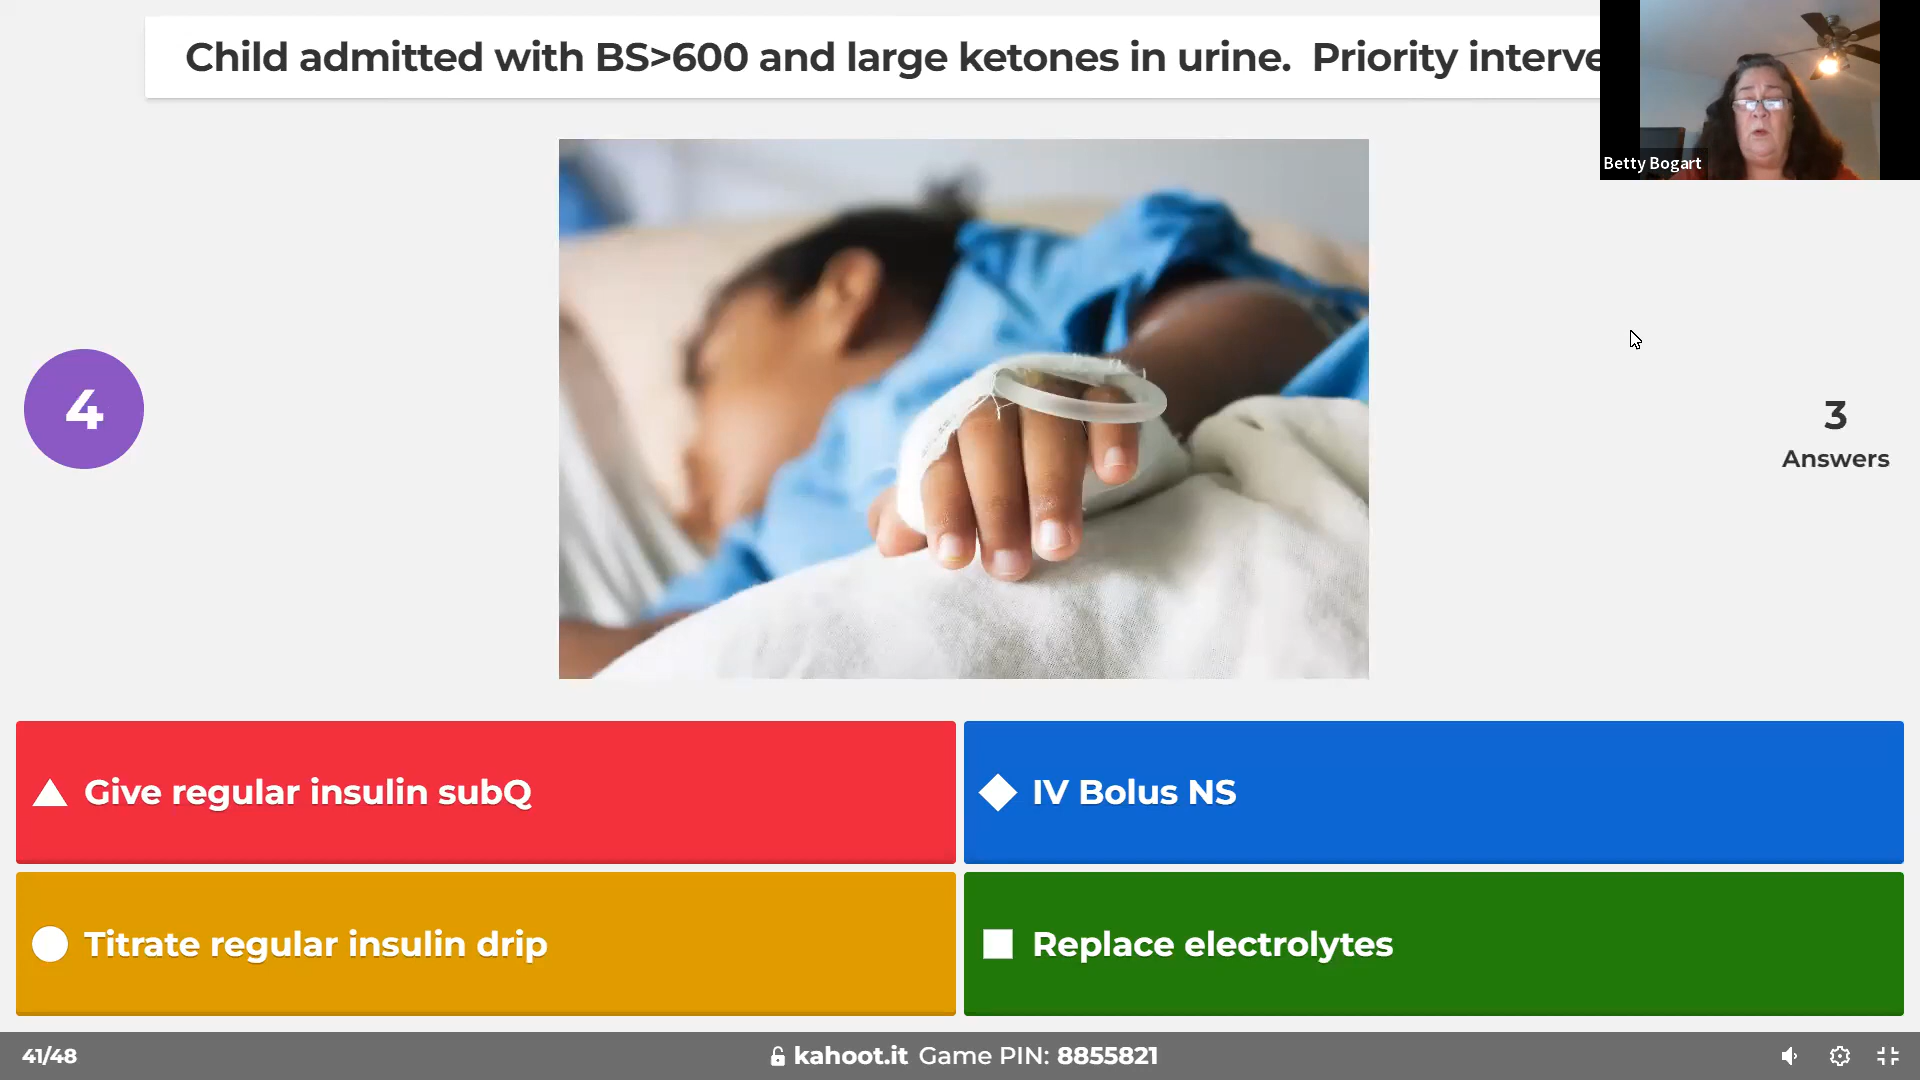 Child admitted with BS>600 and large ketones in urine. Priority interve
Betty Bogart
4
3
Answers
Give regular insulin subQ
IV Bolus NS
Titrate regular insulin drip
Replace electrolytes
41/48
kahoot.it Game PIN: 8855821